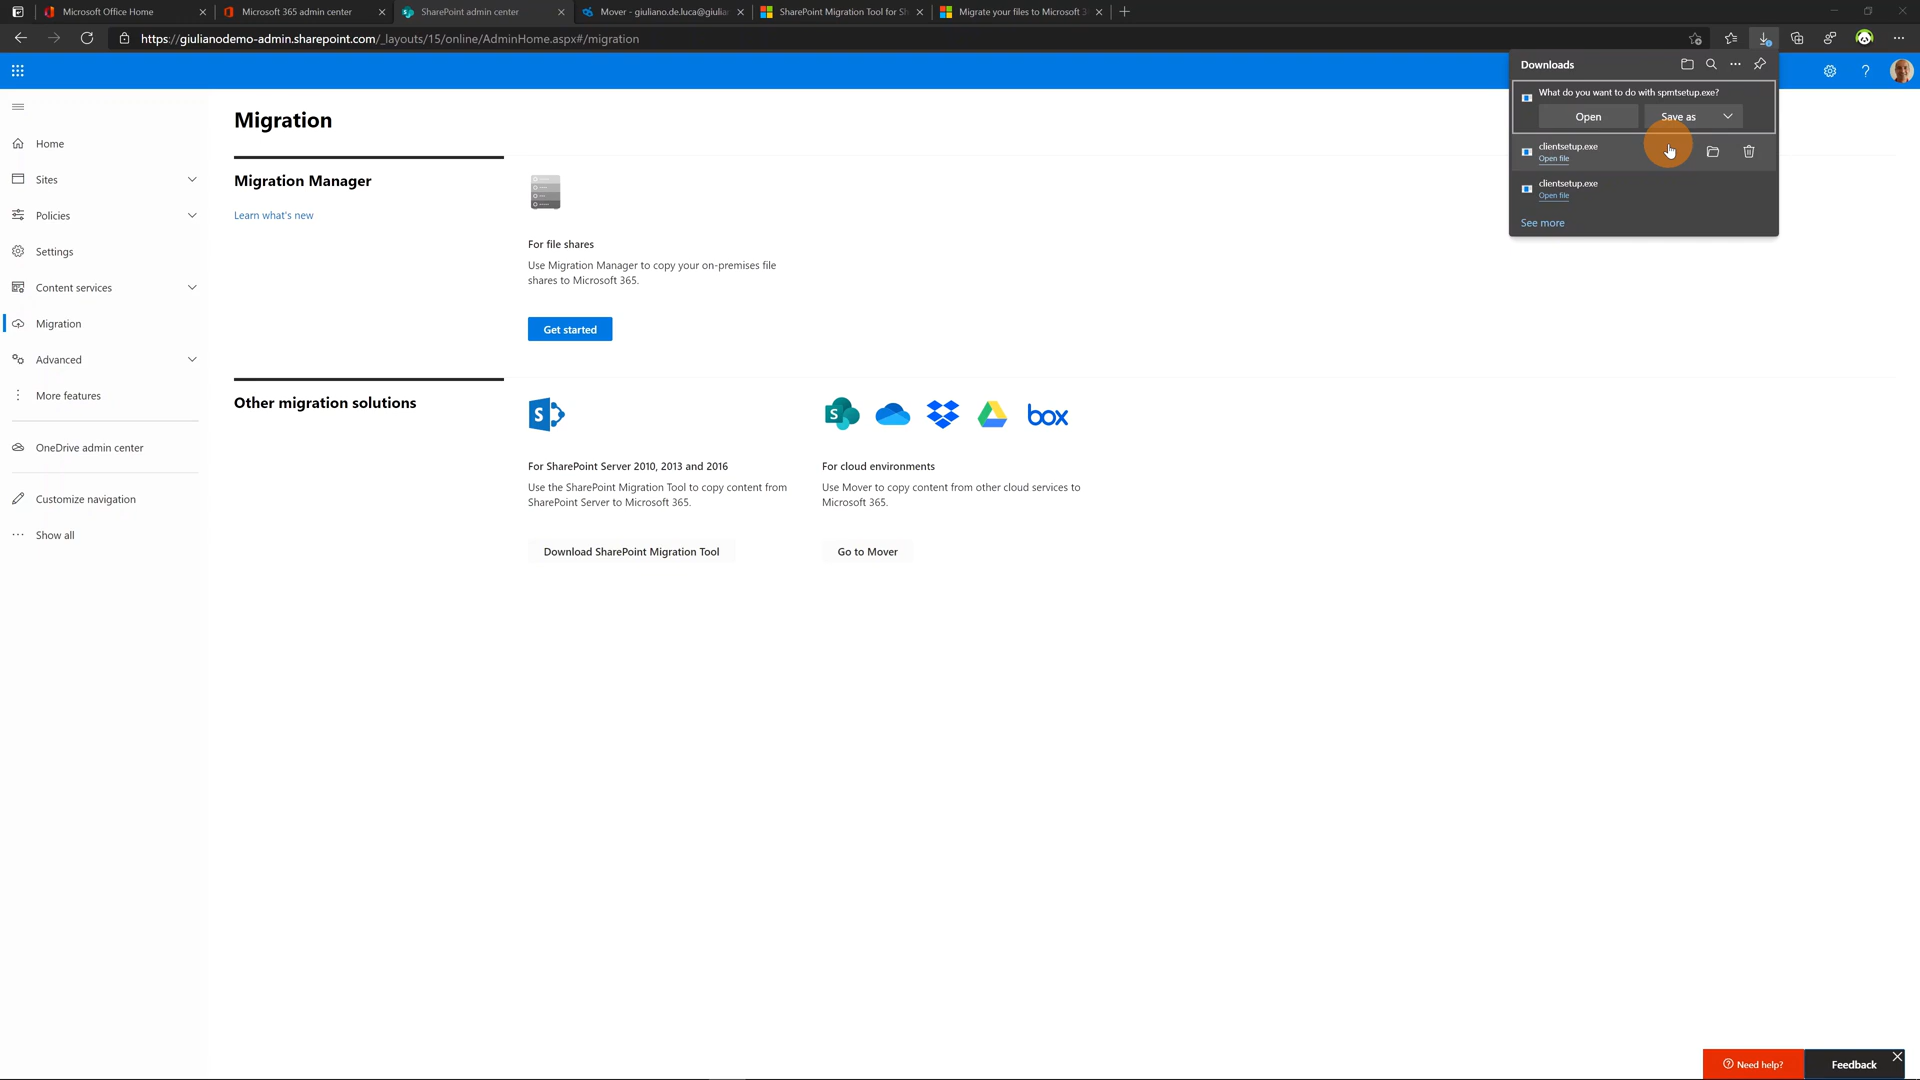 Microsoft Office Home
Microsoft 365 admin center
SharePoint admin center
Mover - giuliano.de.luca@giulia
SharePoint Migration Tool for Sh
Migrate your files to Microsoft 3
https://giulianodemo-admin.sharepoint.com/_layouts/15/online/AdminHome.aspx#/migration
Downloads
What do you want to do with spmtsetup.exe?
Open
Save as
clientsetup.exe
Open file
clientsetup.exe
Open file
See more
Home
Sites
Policies
Settings
Content services
Migration
Advanced
More features
OneDrive admin center
Customize navigation
Show all
Migration
Migration Manager
Learn what's new
For file shares
Use Migration Manager to copy your on-premises file
shares to Microsoft 365.
Get started
Other migration solutions
S
For SharePoint Server 2010, 2013 and 2016
Use the SharePoint Migration Tool to copy content from
SharePoint Server to Microsoft 365.
Download SharePoint Migration Tool
S
box
For cloud environments
Use Mover to copy content from other cloud services to
Microsoft 365.
Go to Mover
Need help?
Feedback